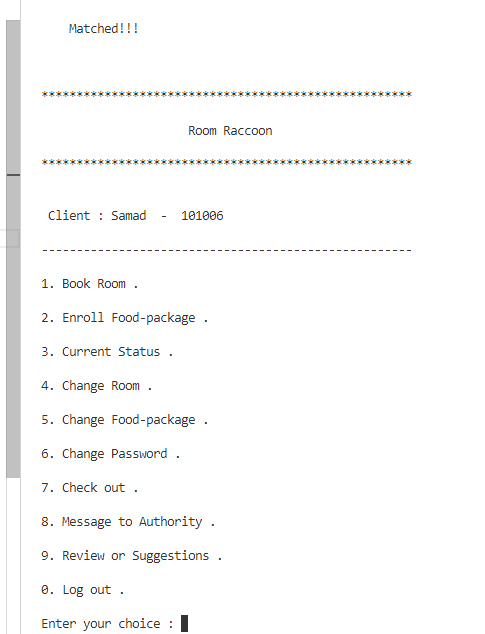 Matched!!!
*****************************************************
Room Raccoon
*****************************************************
Client : Samad  -  101006
-----------------------------------------------------
1. Book Room .
2. Enroll Food-package .
3. Current Status .
4. Change Room .
5. Change Food-package .
6. Change Password .
7. Check out .
8. Message to Authority .
9. Review or Suggestions .
0. Log out .
Enter your choice :